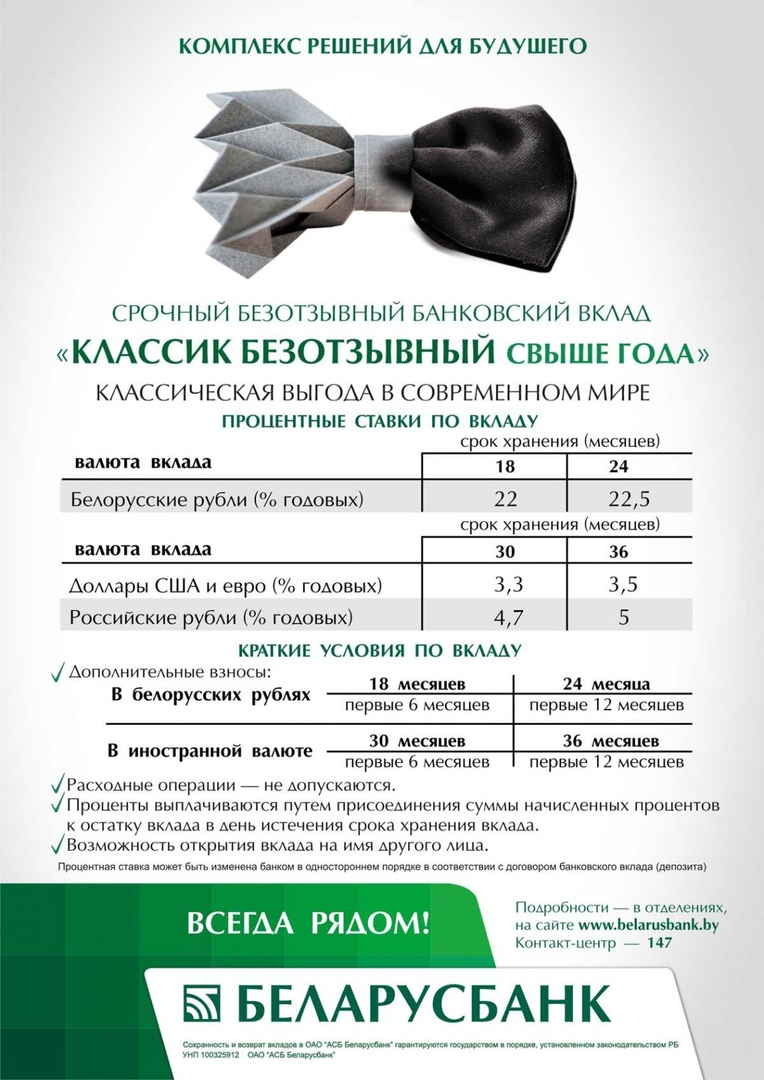 КОМПЛЕКС РЕШЕНИЙ ДЛЯ БУДУЩЕГО
СРОЧНЫЙ БЕЗОТЗЫВНЫЙ БАНКОВСКИЙ ВКЛАД
«КЛАССИК БЕЗОТЗЫВНЫЙ СВЫШЕ ГОДА»
КЛАССИЧЕСКАЯ ВЫГОДА В СОВРЕМЕННОМ МИРЕ
ПРОЦЕНТНЫЕ СТАВКИ ПО ВКЛАДУ
срок хранения (месяцев)
валюта вклада 18 24
Белорусские рубли (% годовых) 22 22,5
срок хранения (месяцев)
валюта вклада 30 36
Доллары США и евро (% годовых) 3,3 3,5
Российские рубли (% годовых) 4,7 5
КРАТКИЕ УСЛОВИЯ ПО ВКЛАДУ
Дополнительные взносы:
В белорусских рублях 18 месяцев 24 месяца
первые 6 месяцев первые 12 месяцев
В иностранной валюте 30 месяцев 36 месяцев
первые 6 месяцев первые 12 месяцев
Расходные операции — не допускаются.
Проценты выплачиваются путем присоединения суммы начисленных процентов
к остатку вклада в день истечения срока хранения вклада.
Возможность открытия вклада на имя другого лица.
Процентная ставка может быть изменена банком в одностороннем порядке в соответствии с договором банковского вклада (депозита)
ВСЕГДА РЯДОМ!
Подробности — в отделениях,
на сайте www.belarusbank.by
Контакт-центр — 147
БЕЛАРУСБАНК
Сохранность и возврат вкладов в ОАО "АСБ Беларусбанк" гарантируются государством в порядке, установленном законодательством РБ
УНП 100325912 ОАО "АСБ Беларусбанк"